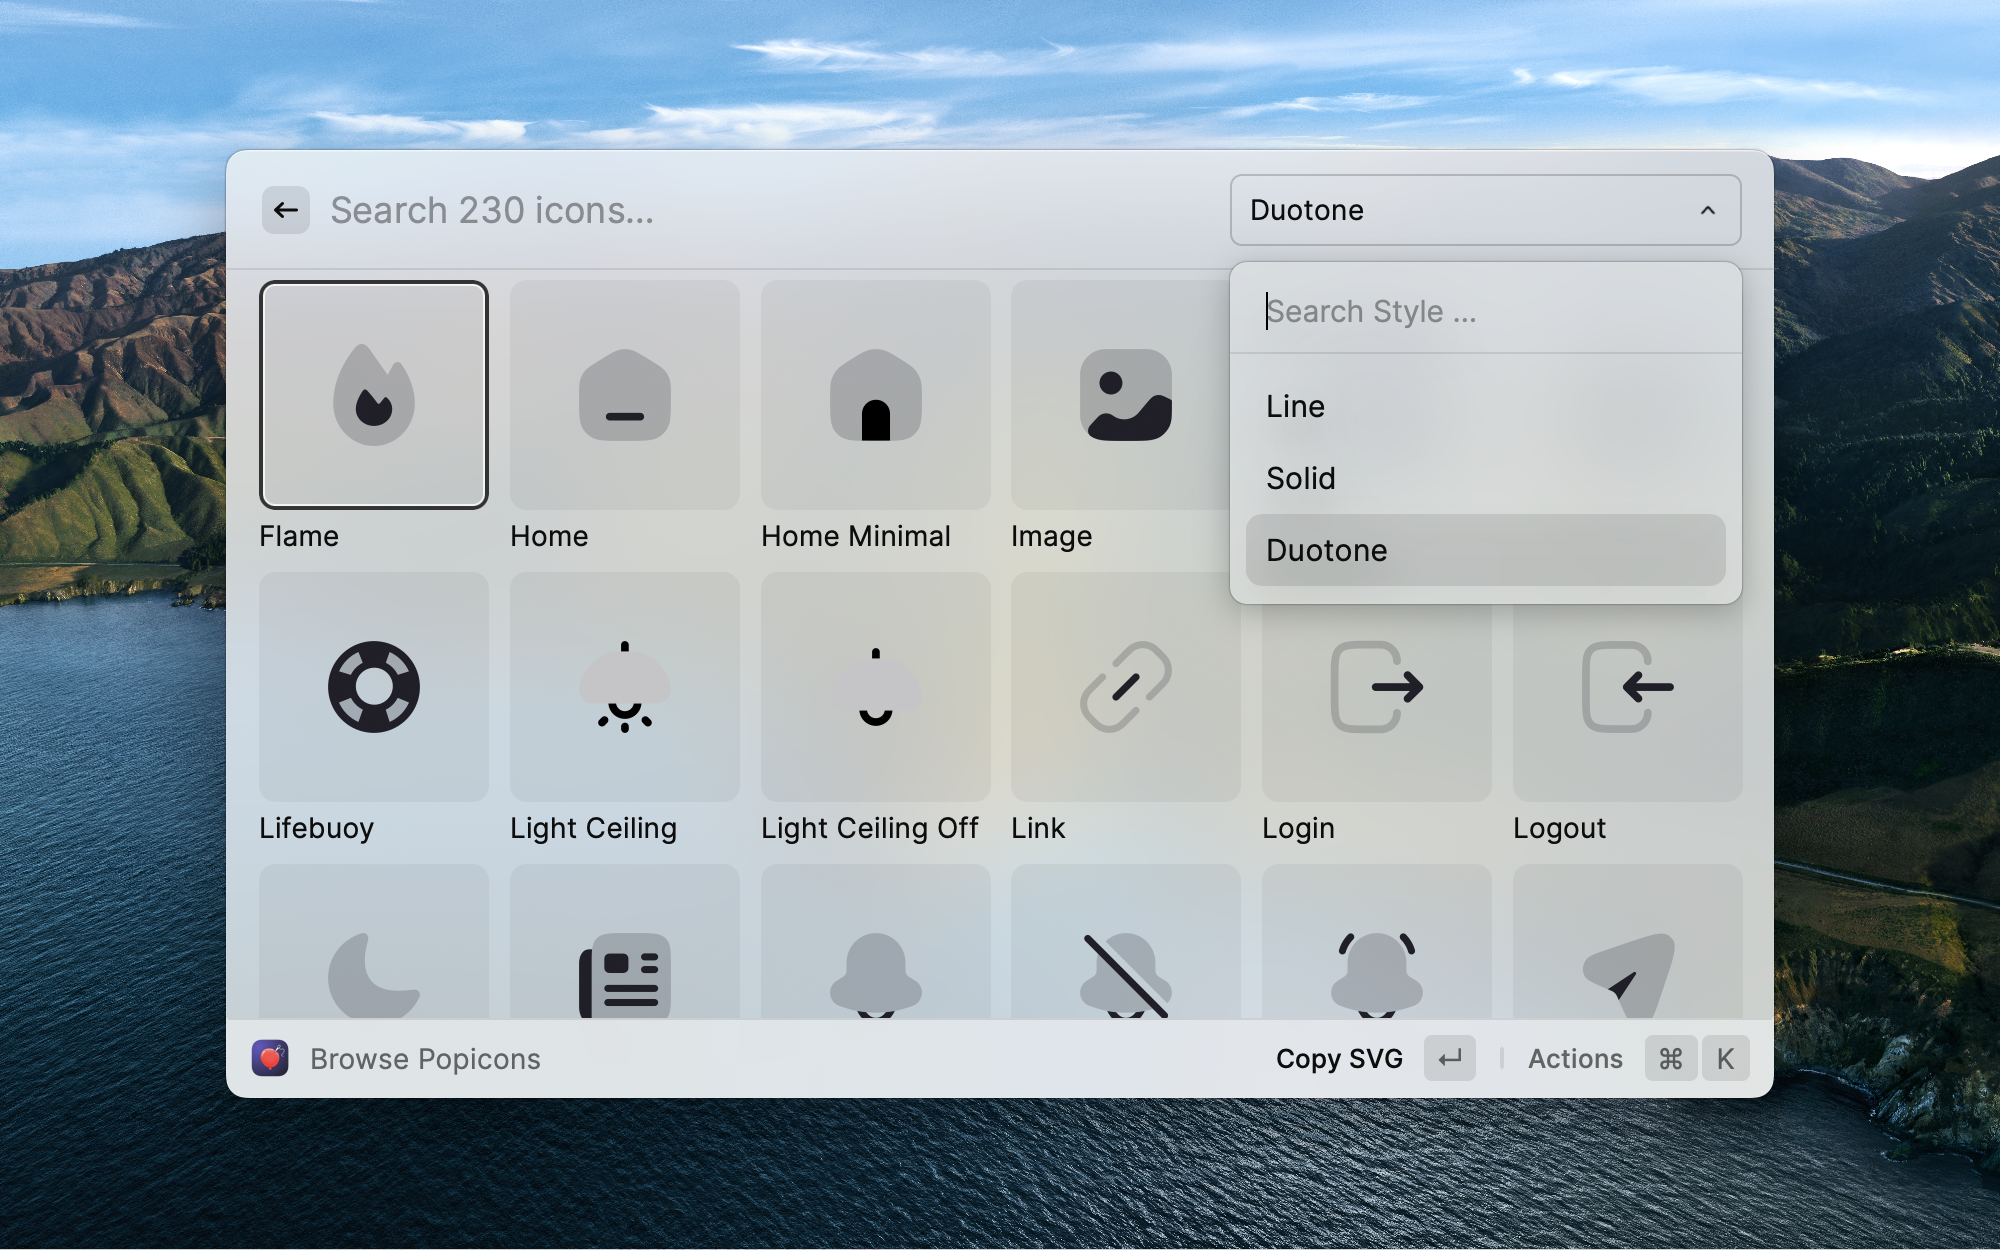 Search 230 icons...
Duotone
Search Style ...
Line
Solid
Duotone
Flame
Home
Home Minimal
Image
Lifebuoy
Light Ceiling
Light Ceiling Off
Link
Login
Logout
Browse Popicons
Copy SVG
Actions
⌘ K